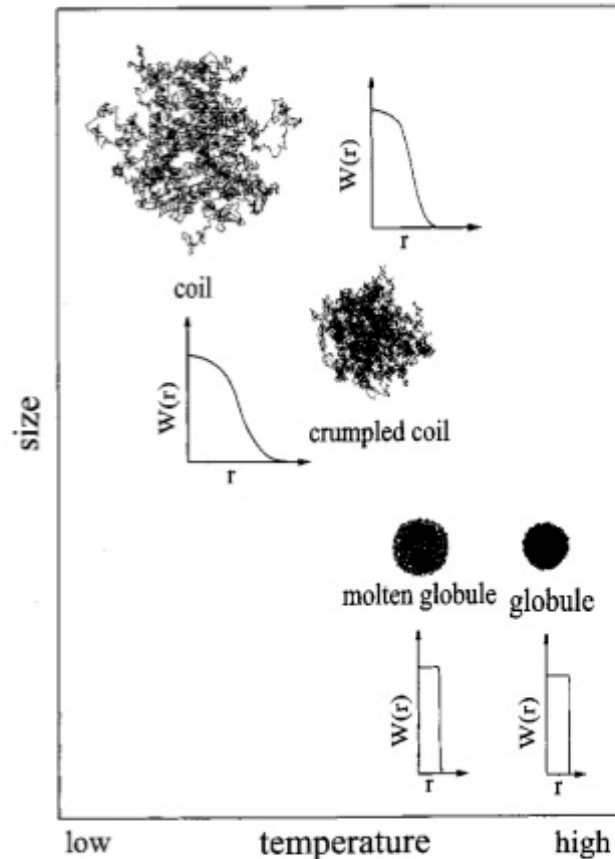 W(r)
r
coil
W(r)
r
crumpled coil
size
molten globule
globule
W(r)
r
W(r)
r
low
temperature
high